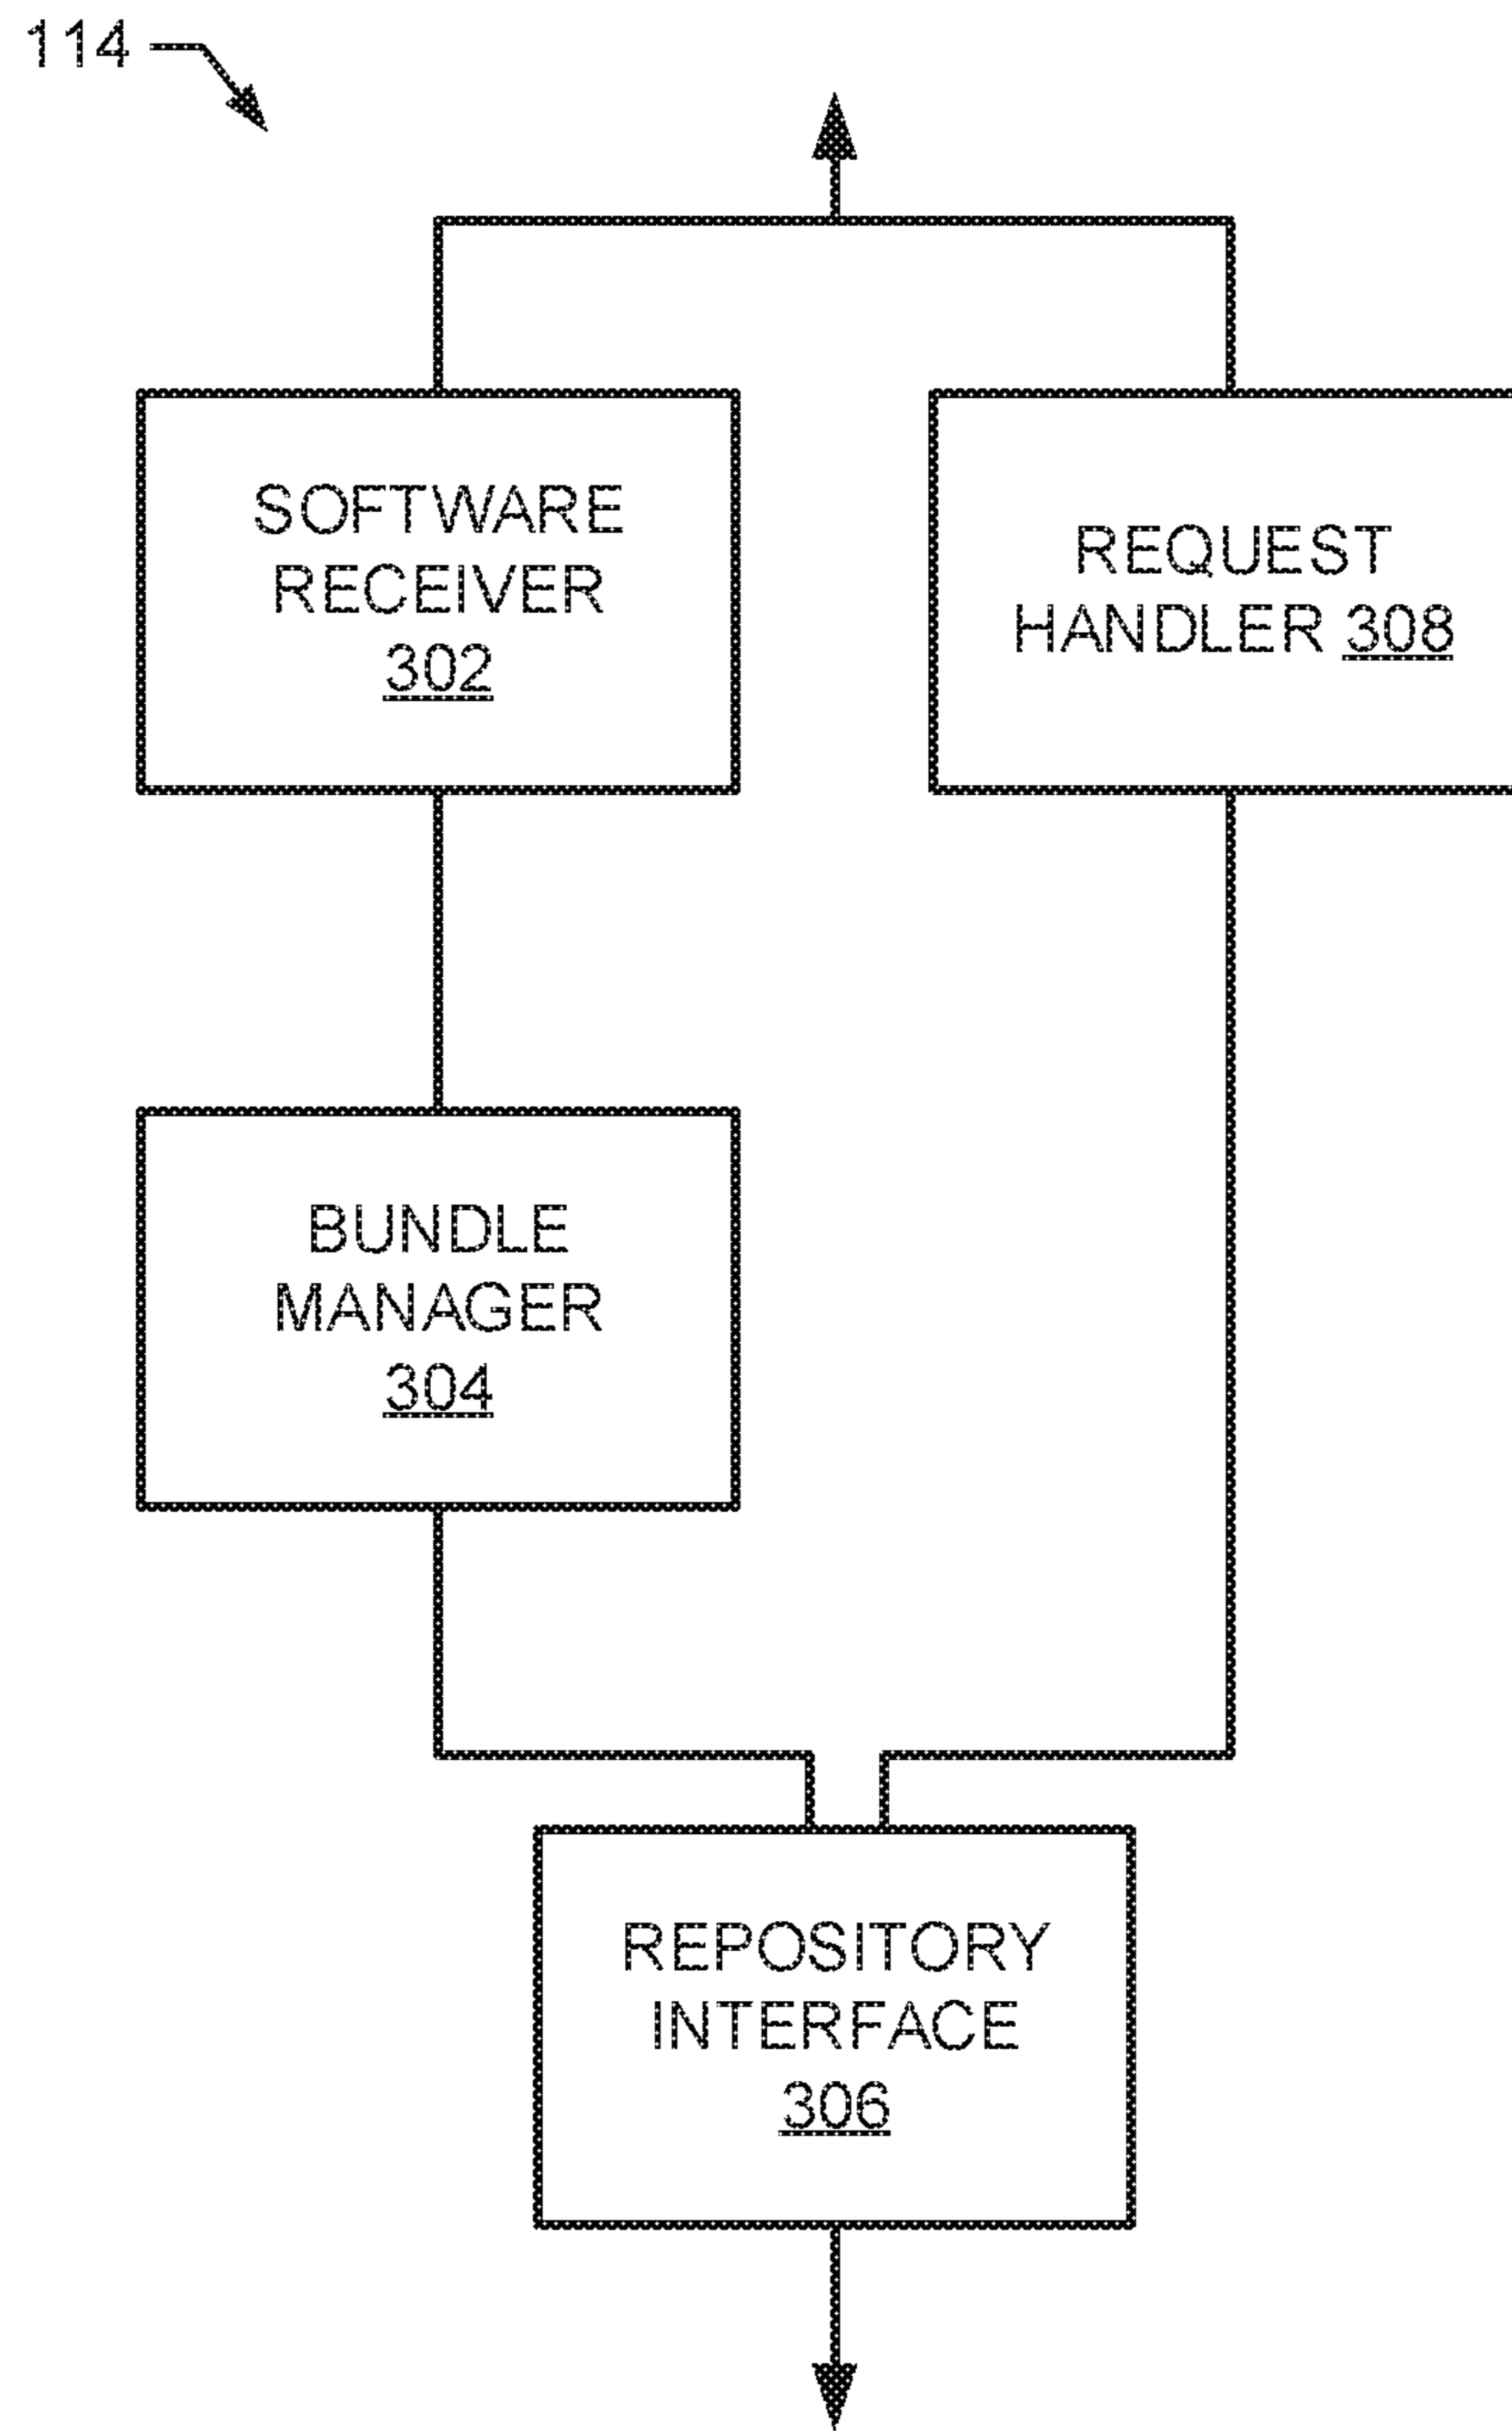 114
SOFTWARE
RECEIVER
302
REQUEST
HANDLER 308
BUNDLE
MANAGER
304
REPOSITORY
INTERFACE
306